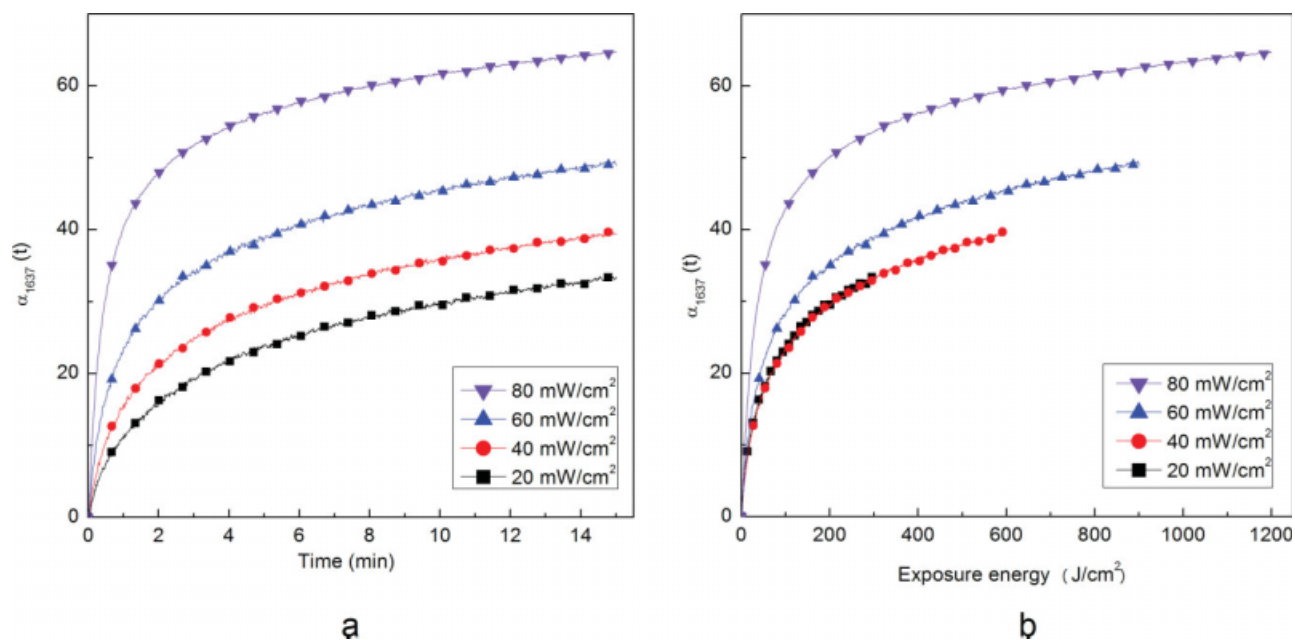 60
40
20
0
α1637 (t)
0 2 4 6 8 10 12 14
Time (min)
80 mW/cm²
60 mW/cm²
40 mW/cm²
20 mW/cm²
a
60
40
20
0
α1637 (t)
0 200 400 600 800 1000 1200
Exposure energy (J/cm²)
80 mW/cm²
60 mW/cm²
40 mW/cm²
20 mW/cm²
b